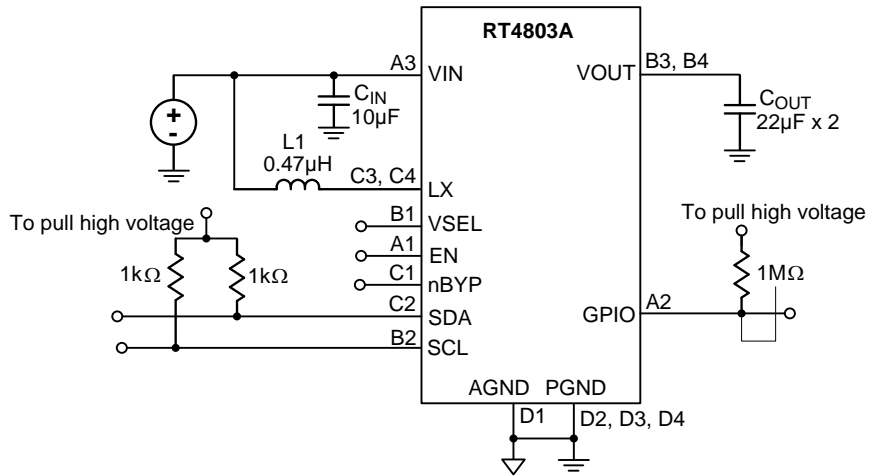 RT4803A
A3
VIN
VOUT
B3, B4
CIN
10µF
COUT
22µF x 2
L1
0.47µH
C3, C4
LX
To pull high voltage
B1
VSEL
To pull high voltage
A1
EN
1kΩ
1kΩ
C1
nBYP
1MΩ
C2
SDA
GPIO
A2
B2
SCL
AGND
PGND
D1
D2, D3, D4